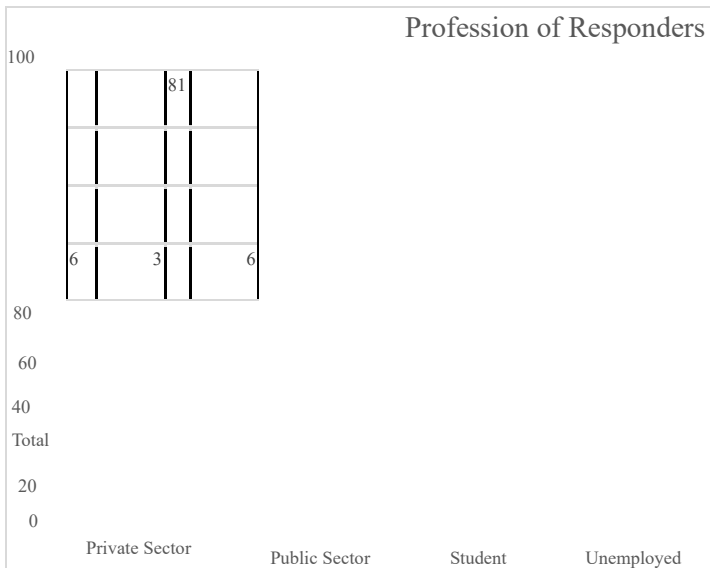 Profession of Responders
100
81
6 3 6
80
60
40
Total
20
0
Private Sector Public Sector Student Unemployed